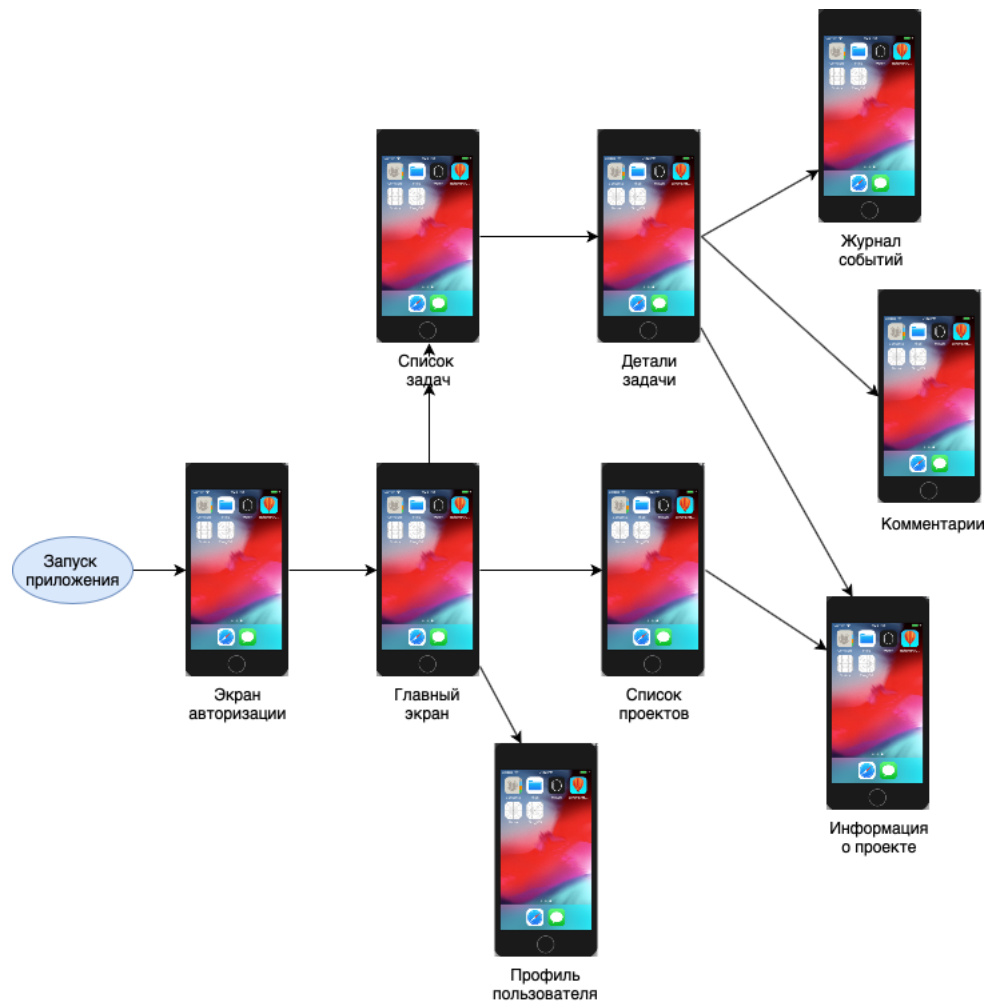 Журнал
событий
Список
задач
Детали
задачи
Комментарии
Запуск
приложения
Экран
авторизации
Главный
экран
Список
проектов
Информация
о проекте
Профиль
пользователя